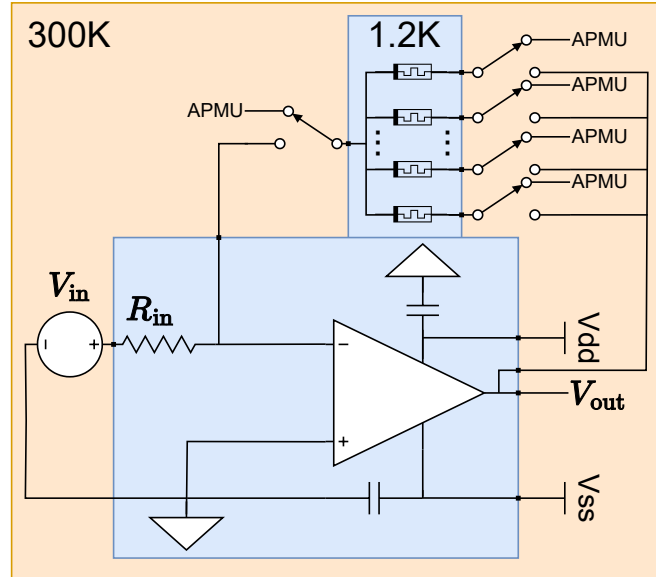 300K
1.2K
APMU
APMU
APMU
APMU
APMU
Vin
Rin
-
+
-
+
Vdd
Vout
Vss